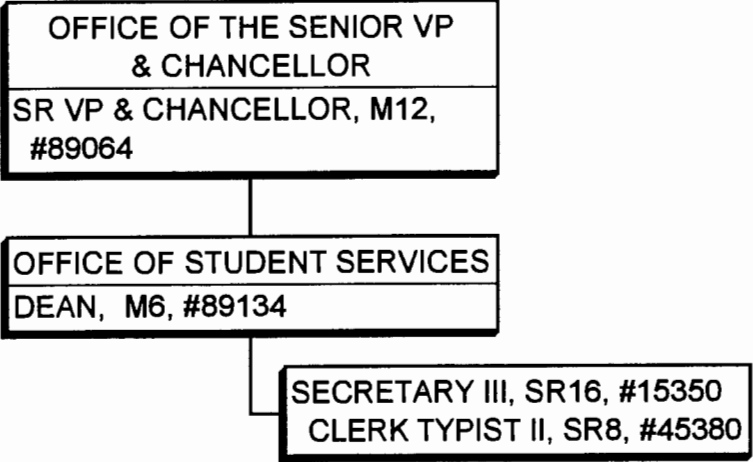 OFFICE OF THE SENIOR VP
& CHANCELLOR
SR VP & CHANCELLOR, M12,
#89064
OFFICE OF STUDENT SERVICES
DEAN, M6, #89134
SECRETARY III, SR16, #15350
CLERK TYPIST II, SR8, #45380